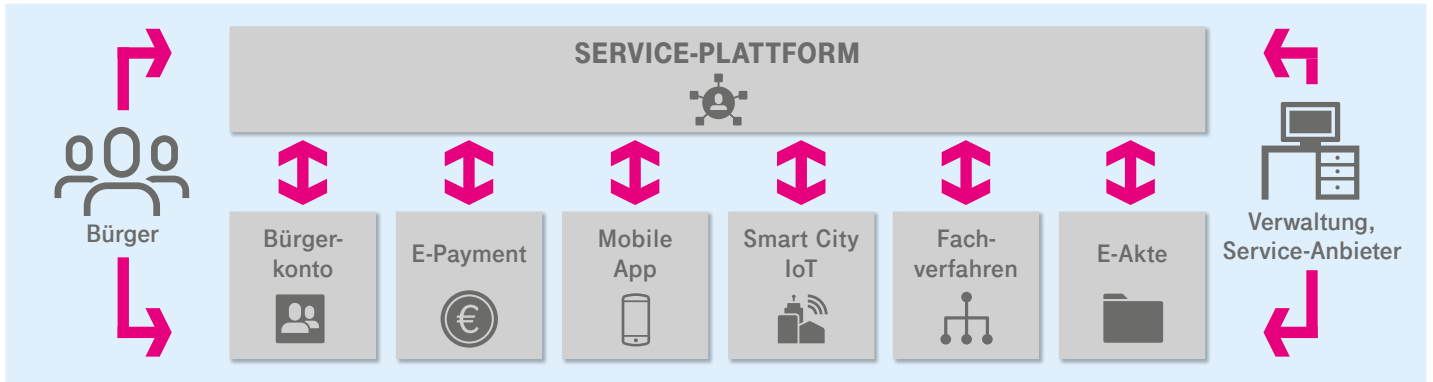 SERVICE-PLATTFORM
Bürger
Bürger-
konto
E-Payment
€
Mobile
App
Smart City
IoT
Fach-
verfahren
E-Akte
Verwaltung,
Service-Anbieter